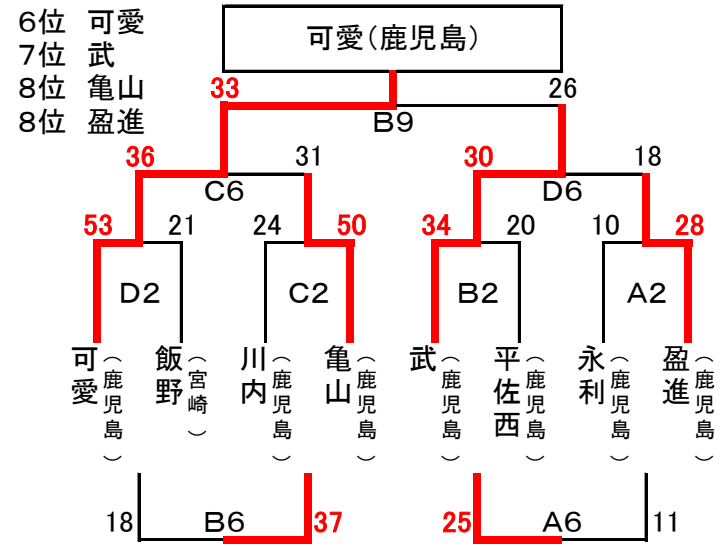 6位 可愛
7位 武
8位 亀山
8位 盈進
可愛(鹿児島)
33 26
B9
36 31 30 18
C6 D6
53 21 24 50 34 20 10 28
D2 C2 B2 A2
可愛(鹿児島)
飯野(宮崎)
川内(鹿児島)
亀山(鹿児島)
武(鹿児島)
平佐西(鹿児島)
永利(鹿児島)
盈進(鹿児島)
18 B6 37 25 A6 11